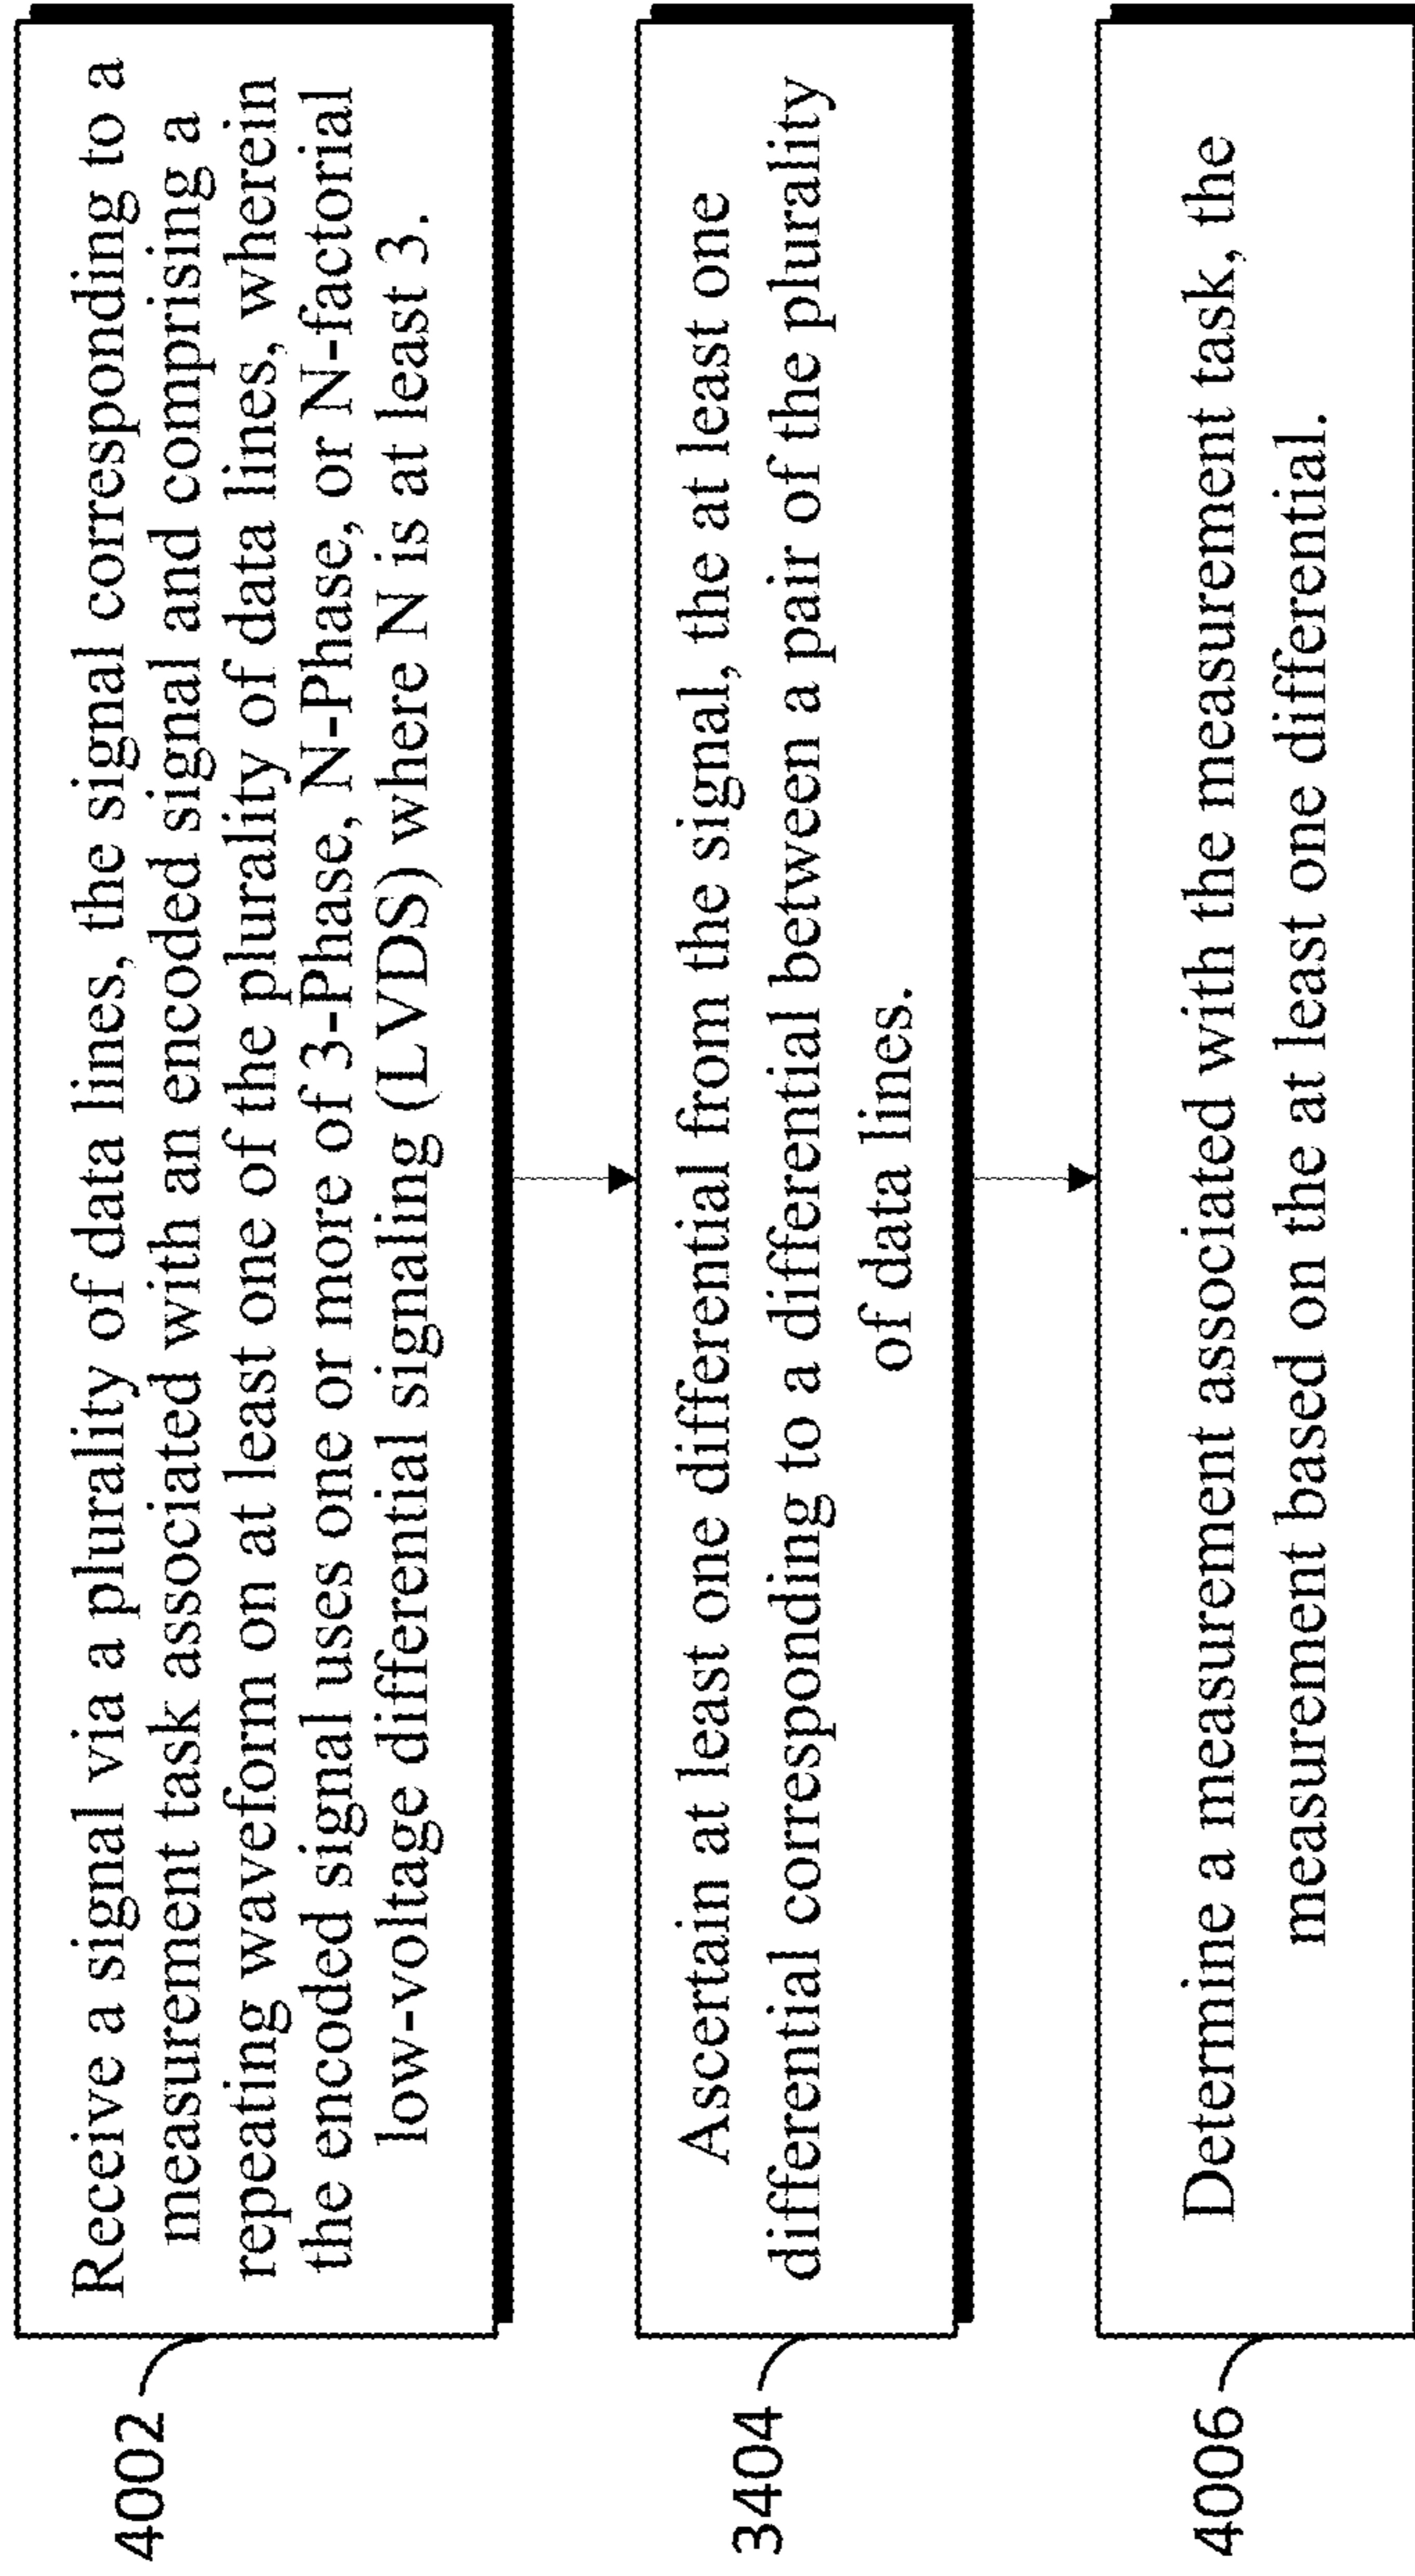 4002
Receive a signal via a plurality of data lines, the signal corresponding to a
measurement task associated with an encoded signal and comprising a
repeating waveform on at least one of the plurality of data lines, wherein
the encoded signal uses one or more of 3-Phase, N-Phase, or N-factorial
low-voltage differential signaling (LVDS) where N is at least 3.
3404
Ascertain at least one differential from the signal, the at least one
differential corresponding to a differential between a pair of the plurality
of data lines.
4006
Determine a measurement associated with the measurement task, the
measurement based on the at least one differential.